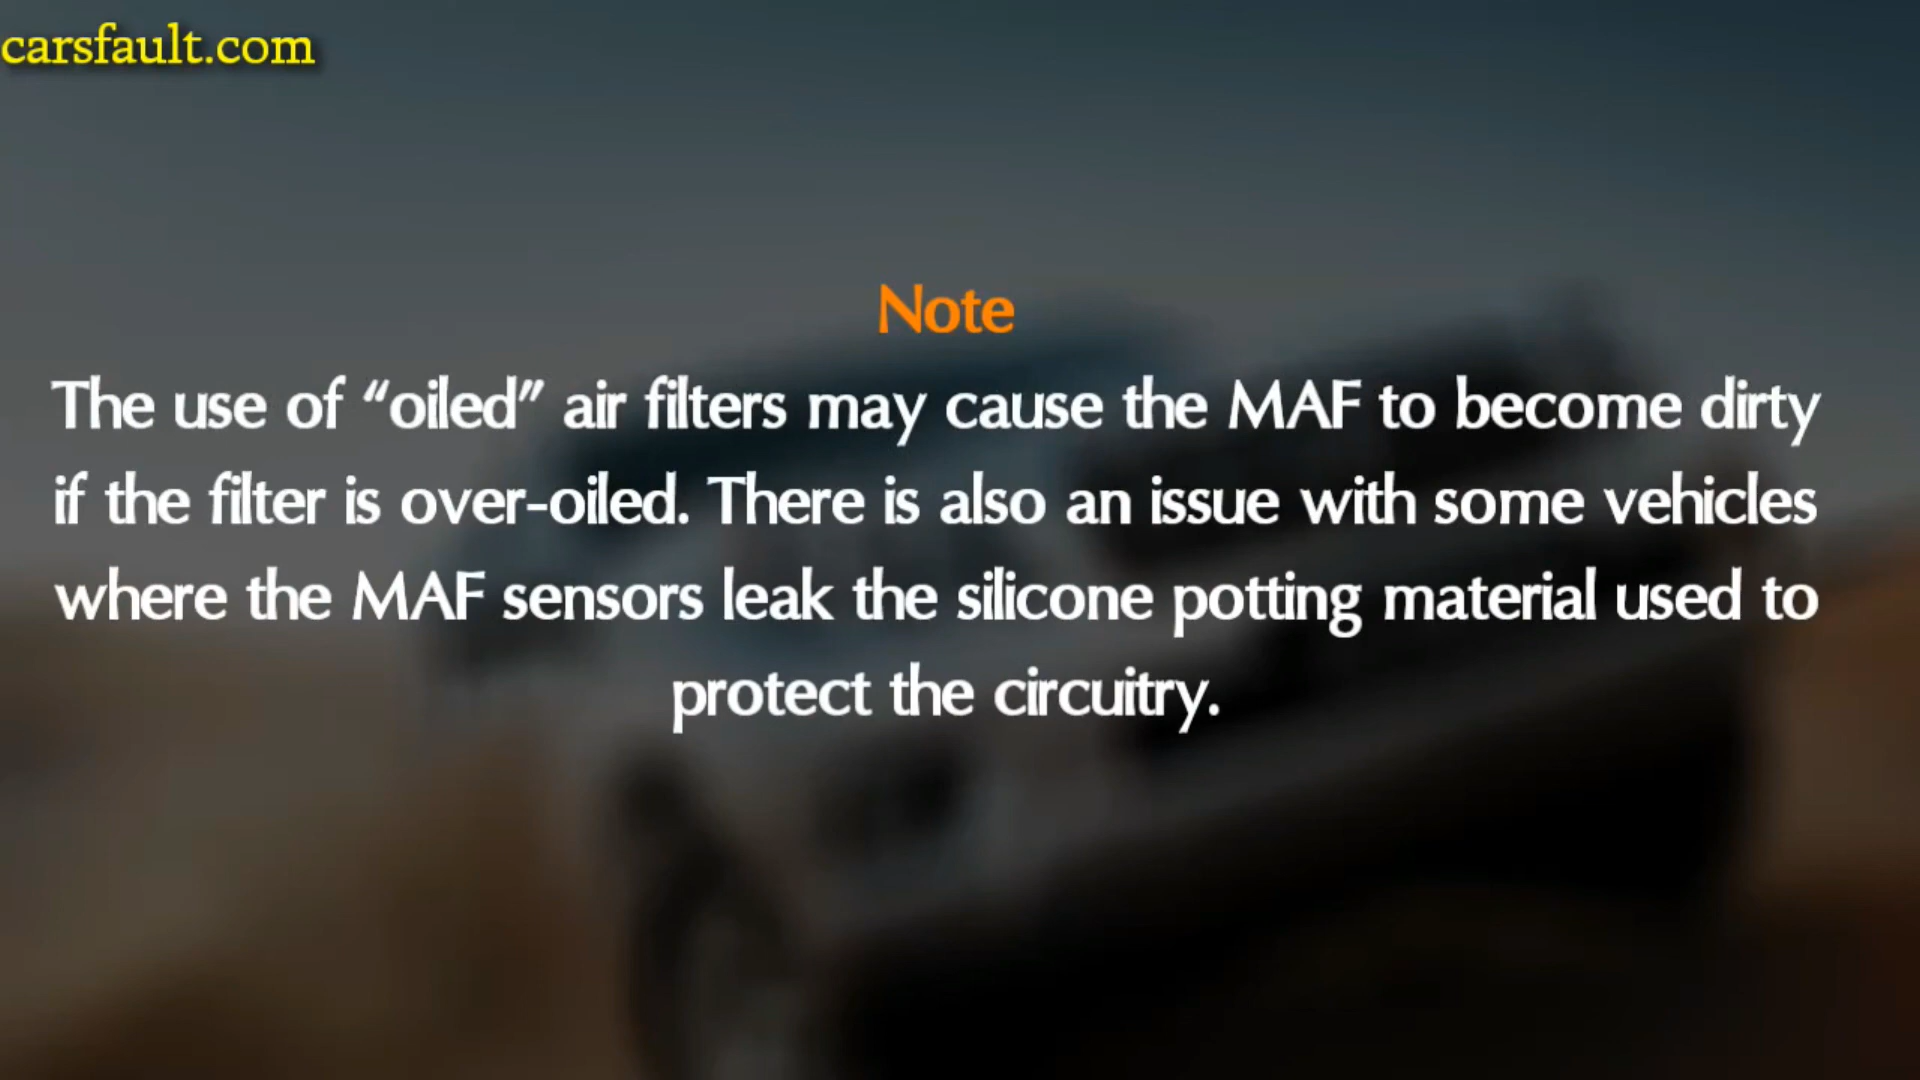 carsfault.com
Note
The use of “oiled” air filters may cause the MAF to become dirty
if the filter is over-oiled. There is also an issue with some vehicles
where the MAF sensors leak the silicone potting material used to
protect the circuitry.